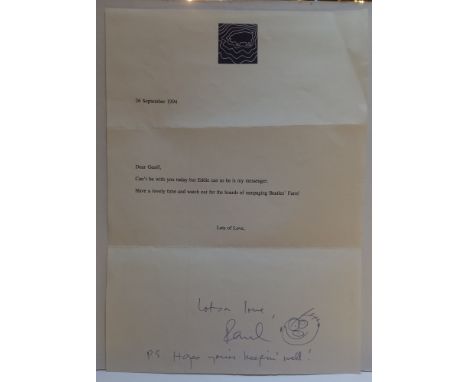 26 September 1994
Dear Geoff,
Can't be with you today but Eddie can so he is my messenger.
Have a lovely time and watch out for the hoards of rampaging Beatles' Fans!
Lots of Love,
Lotsa love,
Paul
P.S. Hope you're keepin' well!